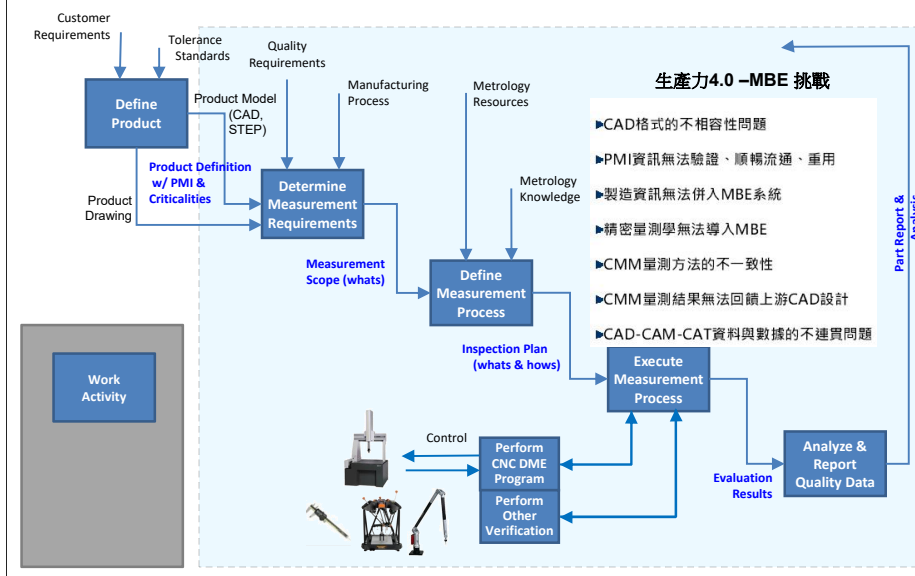 Customer
Requirements
Tolerance
Standards
Quality
Requirements
Manufacturing
Process
Metrology
Resources
生產力4.0 –MBE 挑戰
Define
Product
Product Model
(CAD,
STEP)
▶CAD格式的不相容性問題
▶PMI資訊無法驗證、順暢流通、重用
▶製造資訊無法併入MBE系統
▶精密量測學無法導入MBE
▶CMM量測方法的不一致性
▶CMM量測結果無法回饋上游CAD設計
▶CAD-CAM-CAT資料與數據的不連貫問題
Product Definition
w/ PMI &
Criticalities
Product
Drawing
Determine
Measurement
Requirements
Metrology
Knowledge
Part Report &
Analysis
Measurement
Scope (whats)
Define
Measurement
Process
Inspection Plan
(whats & hows)
Execute
Measurement
Process
Work
Activity
Control
Perform
CNC DME
Program
Perform
Other
Verification
Evaluation
Results
Analyze &
Report
Quality Data